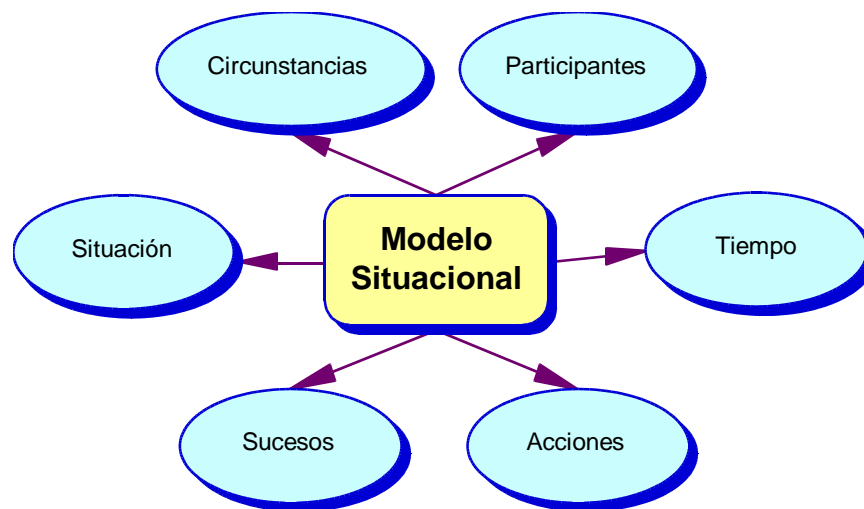 Circunstancias
Participantes
Situación
Modelo
Situacional
Tiempo
Sucesos
Acciones